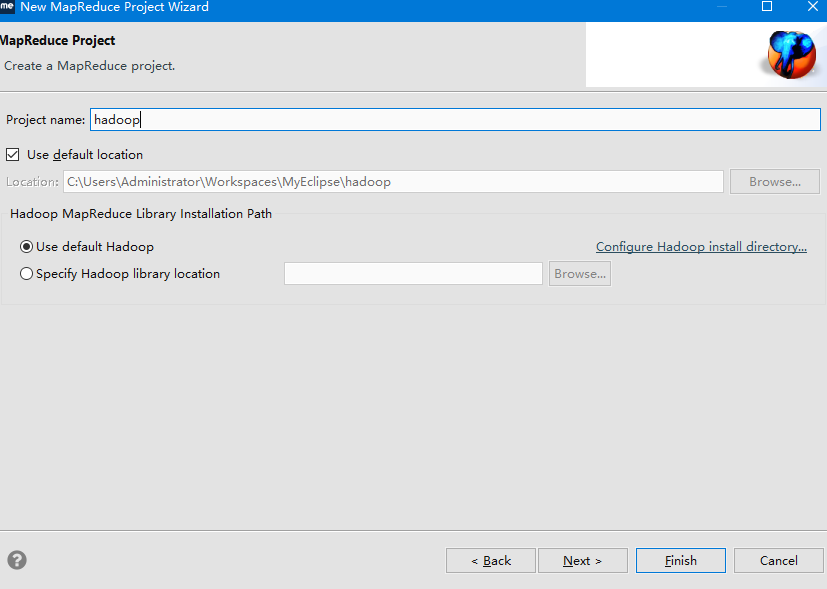 me New MapReduce Project Wizard
MapReduce Project
Create a MapReduce project.
Project name: hadoop
Use default location
Location: C:\Users\Administrator\Workspaces\MyEclipse\hadoop Browse...
Hadoop MapReduce Library Installation Path
Use default Hadoop Configure Hadoop install directory...
Specify Hadoop library location Browse...
? < Back Next > Finish Cancel